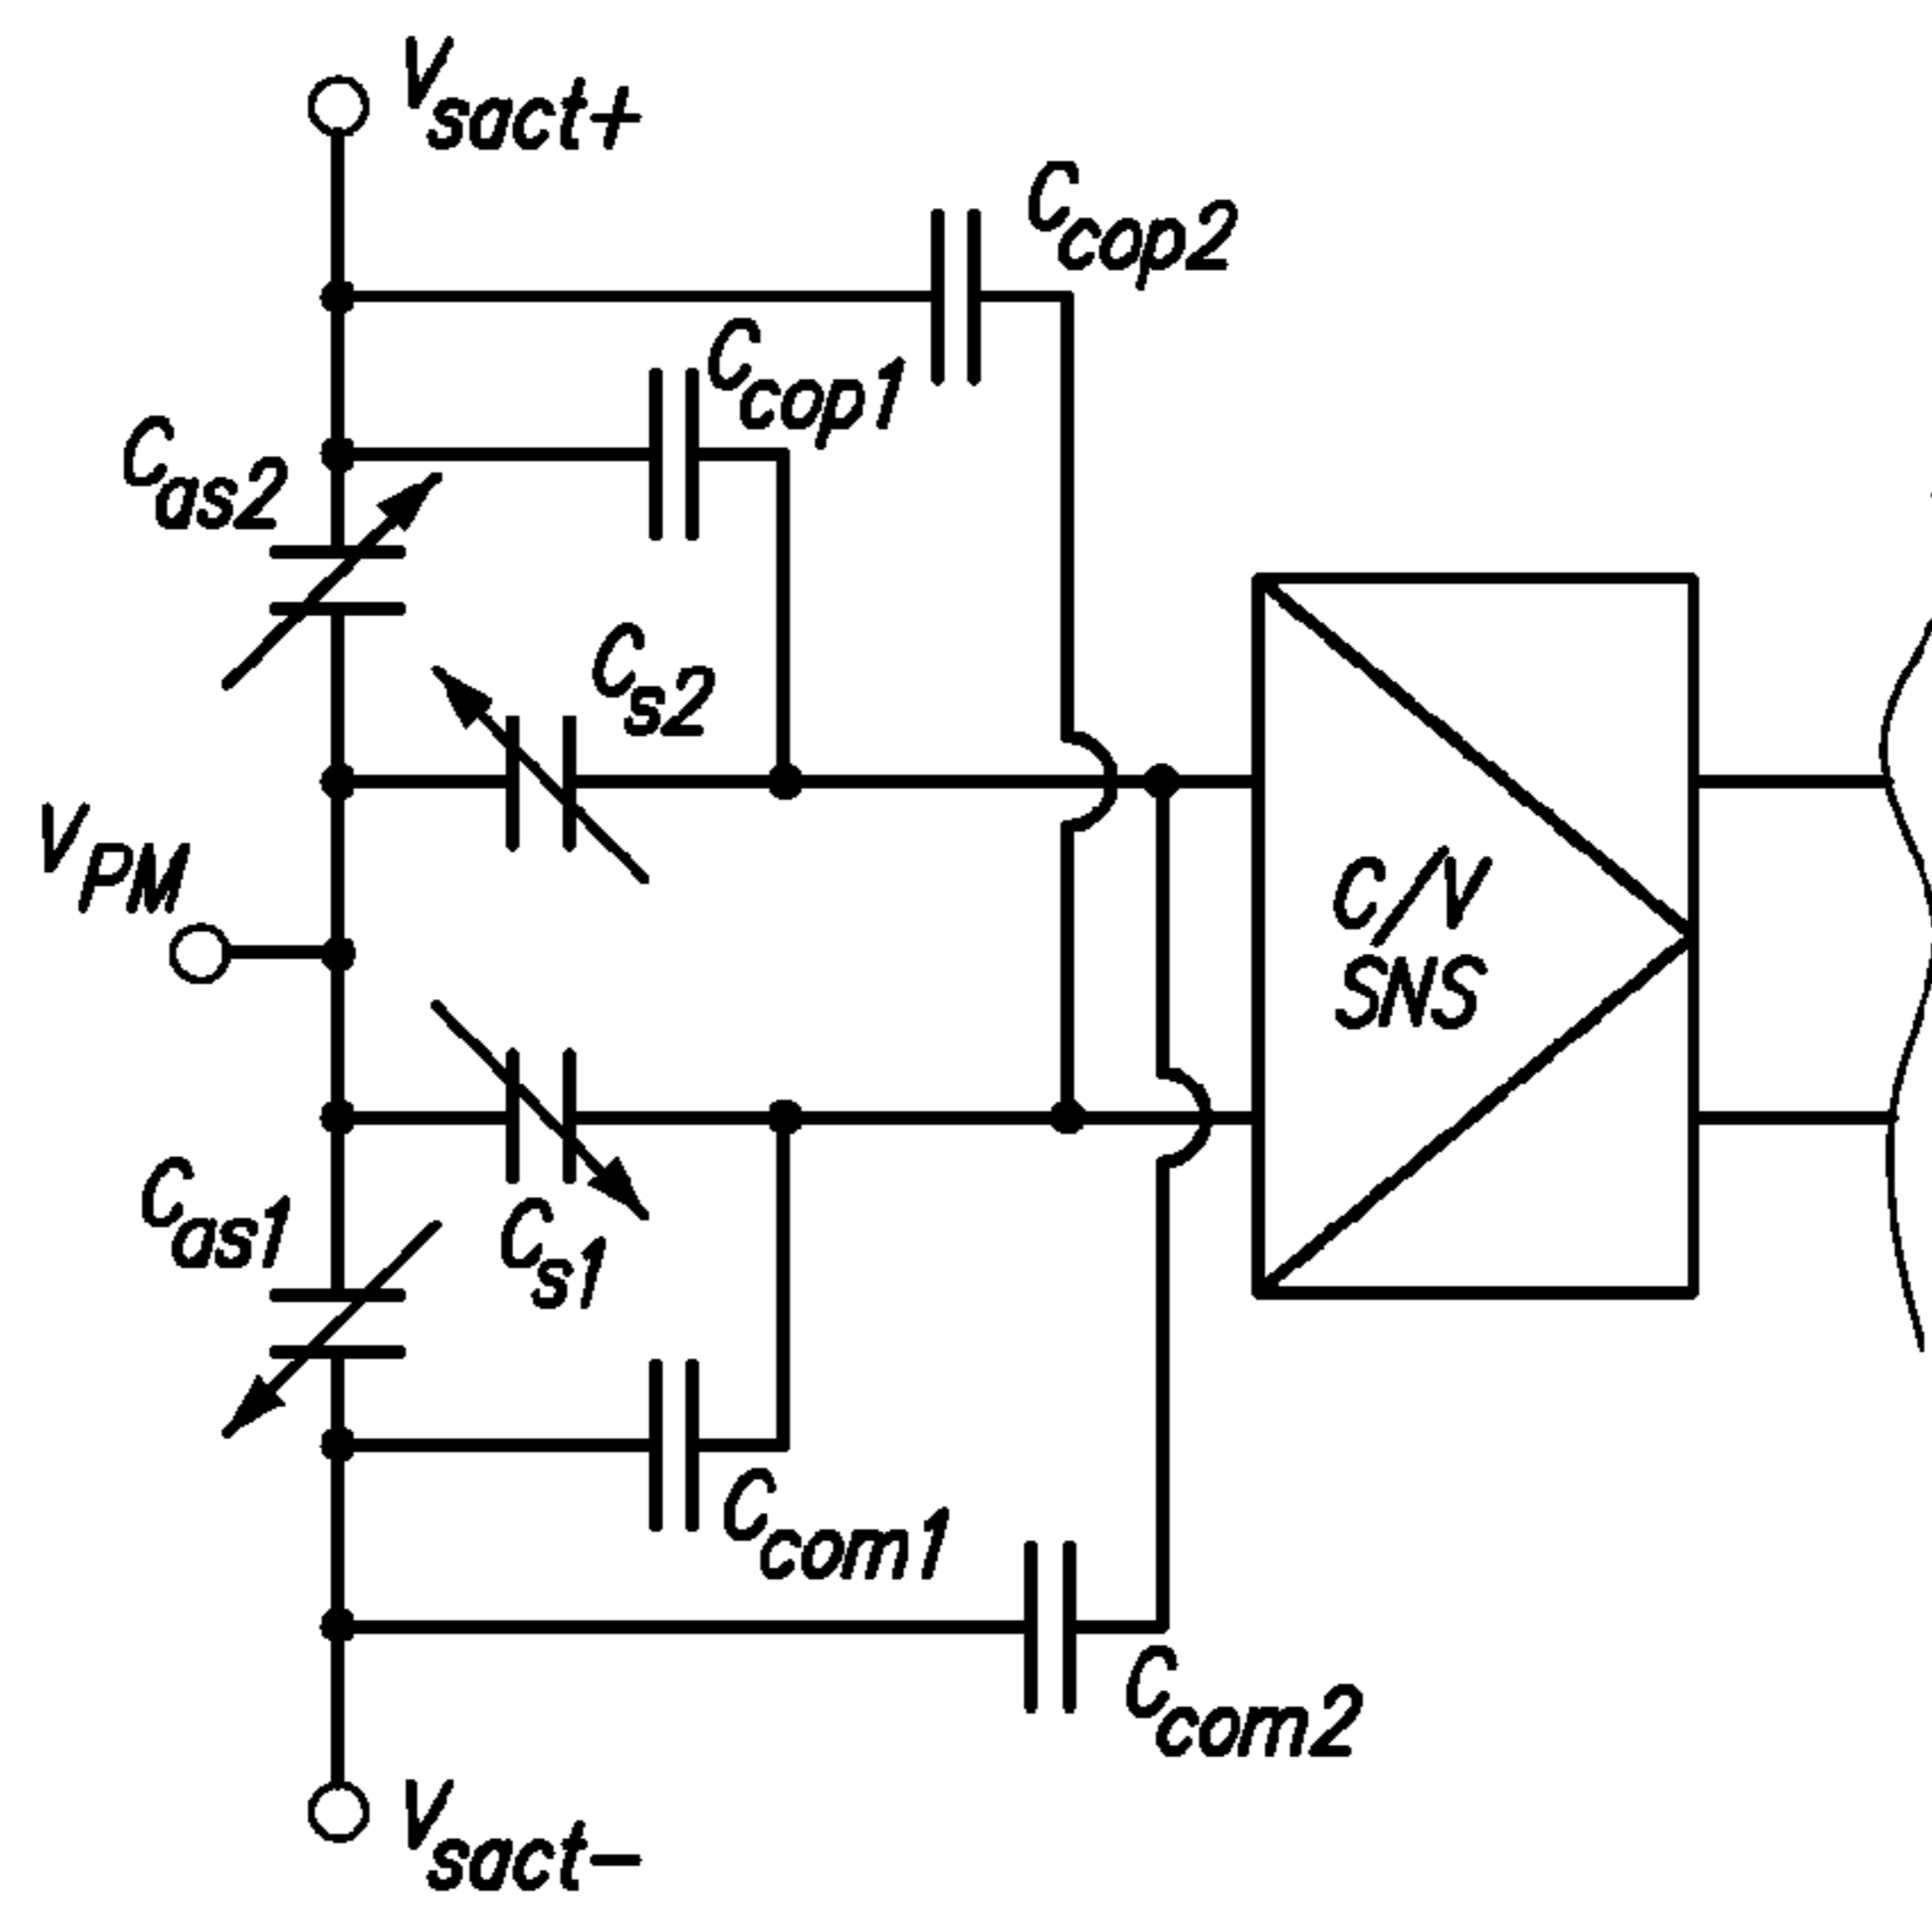 Vsact+
Ccop2
Ccop1
Cas2
Cs2
VPM
C/V
SNS
Cas1
Cs1
Ccom1
Ccom2
Vsact-